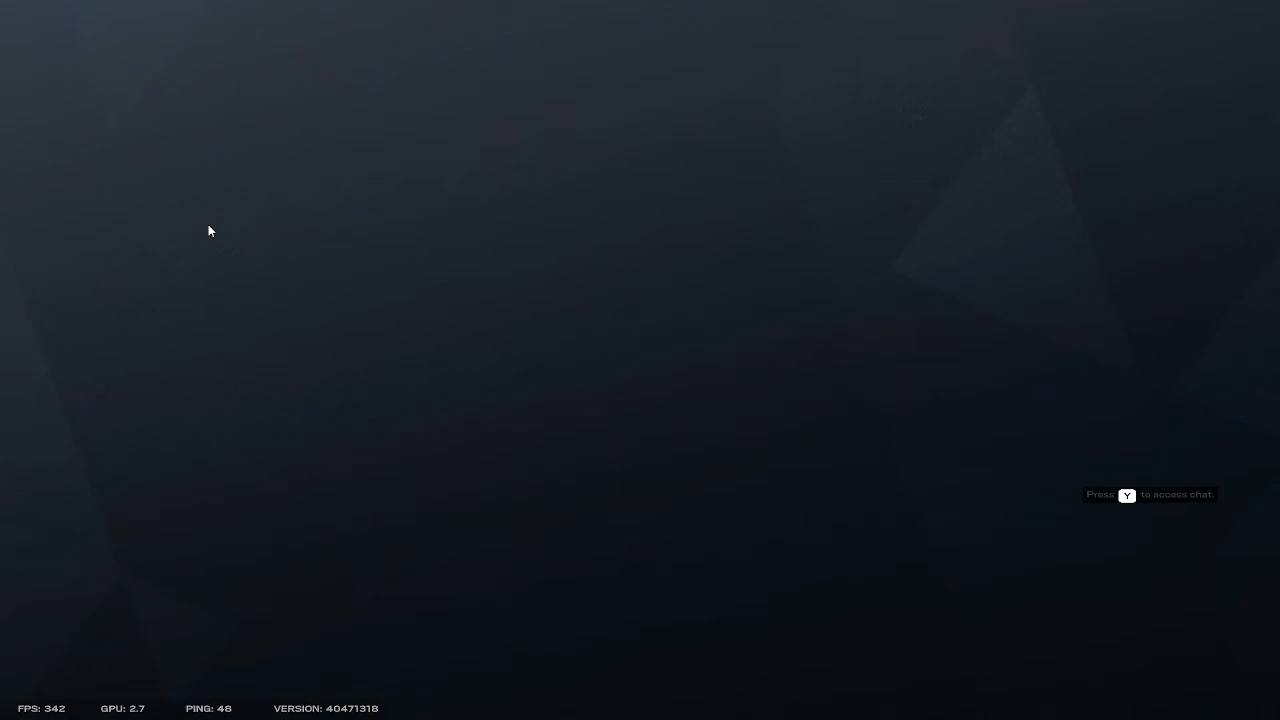 Press Y to access chat.
FPS: 342 GPU: 2.7 PING: 48 VERSION: 40471318